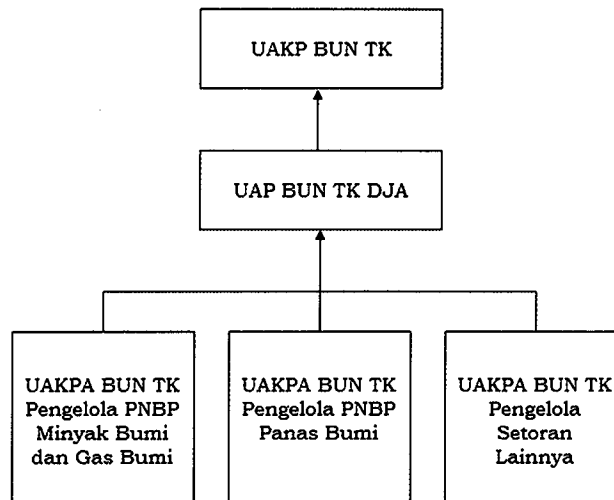 UAKP BUN TK
UAP BUN TK DJA
UAKPA BUN TK
Pengelola PNBP
Minyak Bumi
dan Gas Bumi
UAKPA BUN TK
Pengelola PNBP
Panas Bumi
UAKPA BUN TK
Pengelola
Setoran
Lainnya